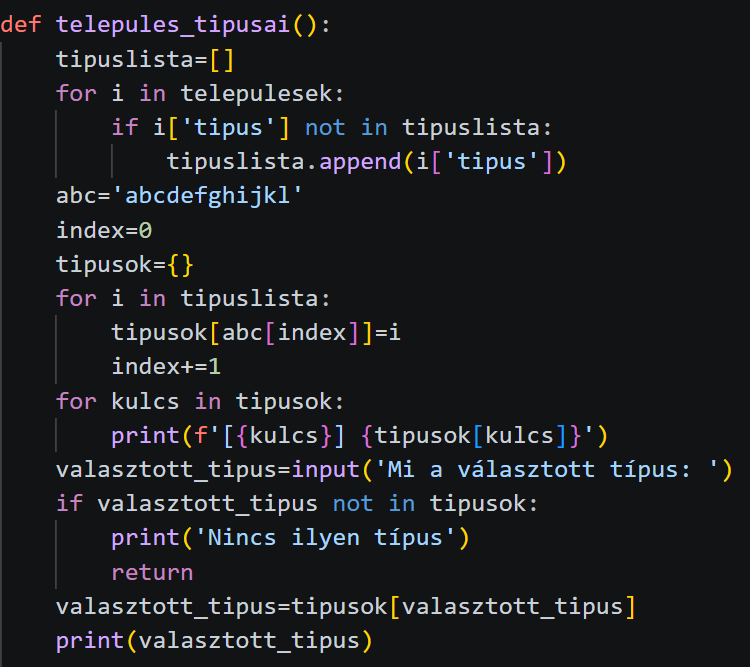 def telepules_tipusai():
    tipuslista=[]
    for i in telepulesek:
        if i['tipus'] not in tipuslista:
            tipuslista.append(i['tipus'])
    abc='abcdefghijkl'
    index=0
    tipusok={}
    for i in tipuslista:
        tipusok[abc[index]]=i
        index+=1
    for kulcs in tipusok:
        print(f'[{kulcs}] {tipusok[kulcs]}')
    valasztott_tipus=input('Mi a választott típus: ')
    if valasztott_tipus not in tipusok:
        print('Nincs ilyen típus')
        return
    valasztott_tipus=tipusok[valasztott_tipus]
    print(valasztott_tipus)